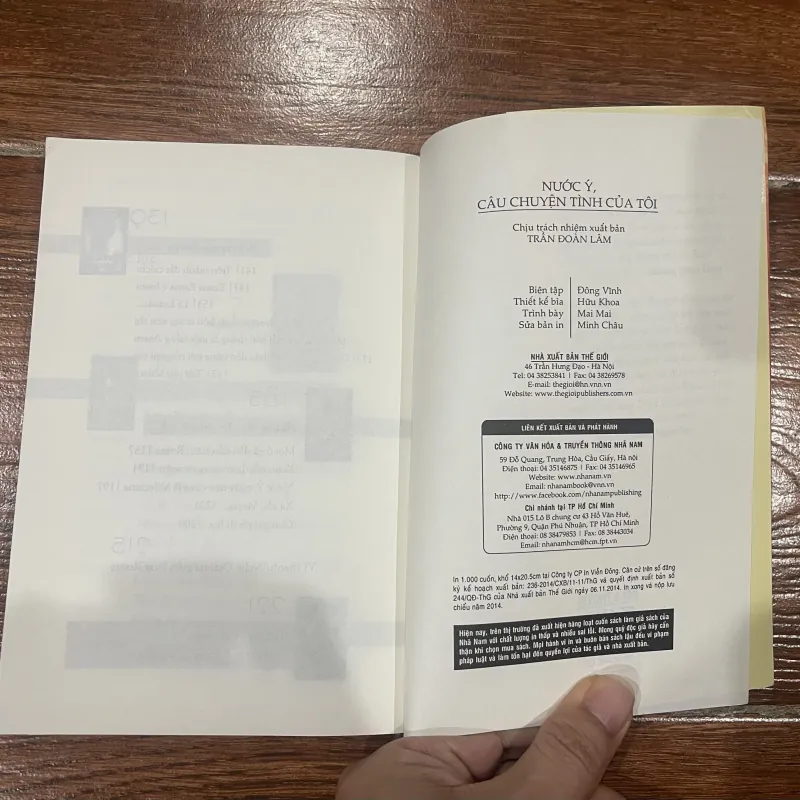 NƯỚC Ý,
CÂU CHUYỆN TÌNH CỦA TÔI
Chịu trách nhiệm xuất bản
TRẦN ĐOÀN LÂM
Biên tập Đông Vĩnh
Thiết kế bìa Hữu Khoa
Trình bày Mai Mai
Sửa bản in Minh Châu
NHÀ XUẤT BẢN THẾ GIỚI
46 Trần Hưng Đạo - Hà Nội
Tel: 04 38253841 | Fax: 04 38269578
E-mail: thegioi@hn.vnn.vn
Website: www.thegioipublishers.com.vn
LIÊN KẾT XUẤT BẢN VÀ PHÁT HÀNH
CÔNG TY VĂN HÓA & TRUYỀN THÔNG NHÃ NAM
59 Đỗ Quang, Trung Hòa, Cầu Giấy, Hà nội
Điện thoại: 04 35146875 | Fax: 04 35146965
Website: www.nhanam.vn
Email: nhanambook@vnn.vn
http://www.facebook.com/nhanampublishing
Chi nhánh tại TP Hồ Chí Minh
Nhà 015 Lô B chung cư 43 Hồ Văn Huê,
Phường 9, Quận Phú Nhuận, TP Hồ Chí Minh
Điện thoại: 08 38479853 | Fax: 08 38443034
Email: nhanamhcm@hcm.fpt.vn
In 1.000 cuốn, khổ 14x20.5cm tại Công ty CP In Viễn Đông. Căn cứ trên số đăng
ký kế hoạch xuất bản: 236-2014/CXB/11-11/ThG và quyết định xuất bản số
244/QĐ-ThG của Nhà xuất bản Thế Giới ngày 06.11.2014. In xong và nộp lưu
chiểu năm 2014.
Hiện nay, trên thị trường đã xuất hiện hàng loạt cuốn sách làm giả sách của
Nhã Nam với chất lượng in thấp và nhiều sai lỗi. Mong quý độc giả hãy cẩn
thận khi chọn mua sách. Mọi hành vi in và buôn bán sách lậu đều vi phạm
pháp luật và làm tổn hại đến quyền lợi của tác giả và nhà xuất bản.